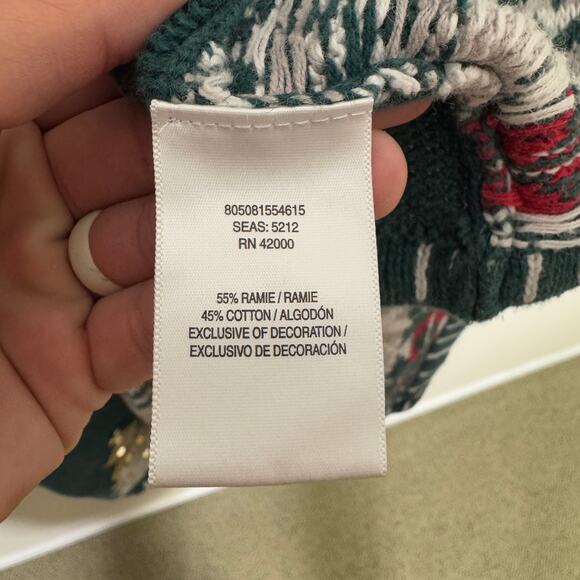 805081554615
SEAS: 5212
RN 42000
55% RAMIE / RAMIE
45% COTTON / ALGODÓN
EXCLUSIVE OF DECORATION /
EXCLUSIVO DE DECORACIÓN